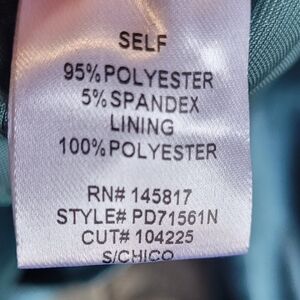 SELF
95% POLYESTER
5% SPANDEX
LINING
100% POLYESTER
RN# 145817
STYLE# PD71561N
CUT# 104225
S/CHICO